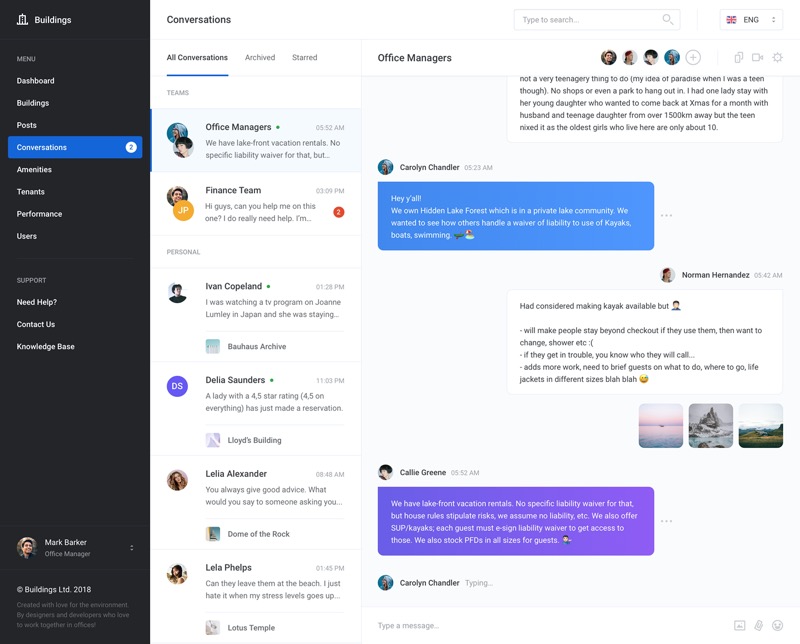 Buildings
MENU
Dashboard
Buildings
Posts
Conversations 2
Amenities
Tenants
Performance
Users
SUPPORT
Need Help?
Contact Us
Knowledge Base
Mark Barker
Office Manager
© Buildings Ltd. 2018
Created with love for the environment.
By designers and developers who love
to work together in offices!
Conversations
Type to search...
ENG
All Conversations Archived Starred
TEAMS
Office Managers 05:52 AM
We have lake-front vacation rentals. No
specific liability waiver for that, but...
Finance Team 03:09 PM
JP
Hi guys, can you help me on this
one? I do really need help. I'm...
2
PERSONAL
Ivan Copeland 01:28 PM
I was watching a tv program on Joanne
Lumley in Japan and she was staying...
Bauhaus Archive
DS
Delia Saunders 11:03 PM
A lady with a 4,5 star rating (4,5 on
everything) has just made a reservation.
Lloyd's Building
Lelia Alexander 08:48 AM
You always give good advice. What
would you say to someone asking you...
Dome of the Rock
Lela Phelps 01:45 PM
Can they leave them at the beach. I just
hate it when my stress levels goes up...
Lotus Temple
Office Managers
not a very teenagery thing to do (my idea of paradise when I was a teen
though). No shops or even a park to hang out in. I had one lady stay with
her young daughter who wanted to come back at Xmas for a month with
husband and teenage daughter from over 1500km away but the teen
nixed it as the oldest girls who live here are only about 10.
Carolyn Chandler 05:23 AM
Hey y'all!
We own Hidden Lake Forest which is in a private lake community. We
wanted to see how others handle a waiver of liability to use of Kayaks,
boats, swimming.
Norman Hernandez 05:42 AM
Had considered making kayak available but
- will make people stay beyond checkout if they use them, then want to
change, shower etc :(
- if they get in trouble, you know who they will call...
- adds more work, need to brief guests on what to do, where to go, life
jackets in different sizes blah blah 😅
Callie Greene 05:52 AM
We have lake-front vacation rentals. No specific liability waiver for that,
but house rules stipulate risks, we assume no liability, etc. We also offer
SUP/kayaks; each guest must e-sign liability waiver to get access to
those. We also stock PFDs in all sizes for guests.
Carolyn Chandler Typing...
Type a message...